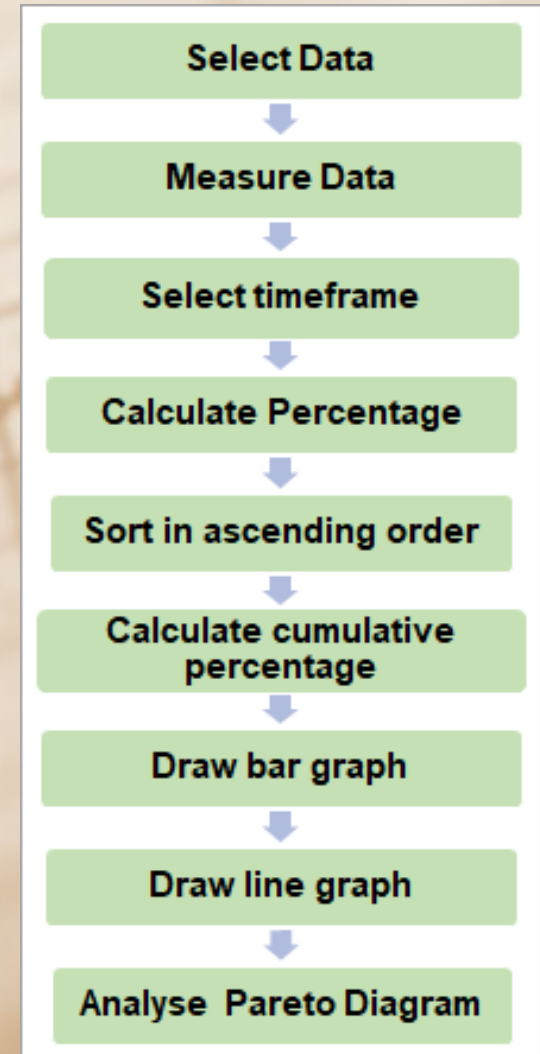 Select Data
Measure Data
Select timeframe
Calculate Percentage
Sort in ascending order
Calculate cumulative
percentage
Draw bar graph
Draw line graph
Analyse Pareto Diagram